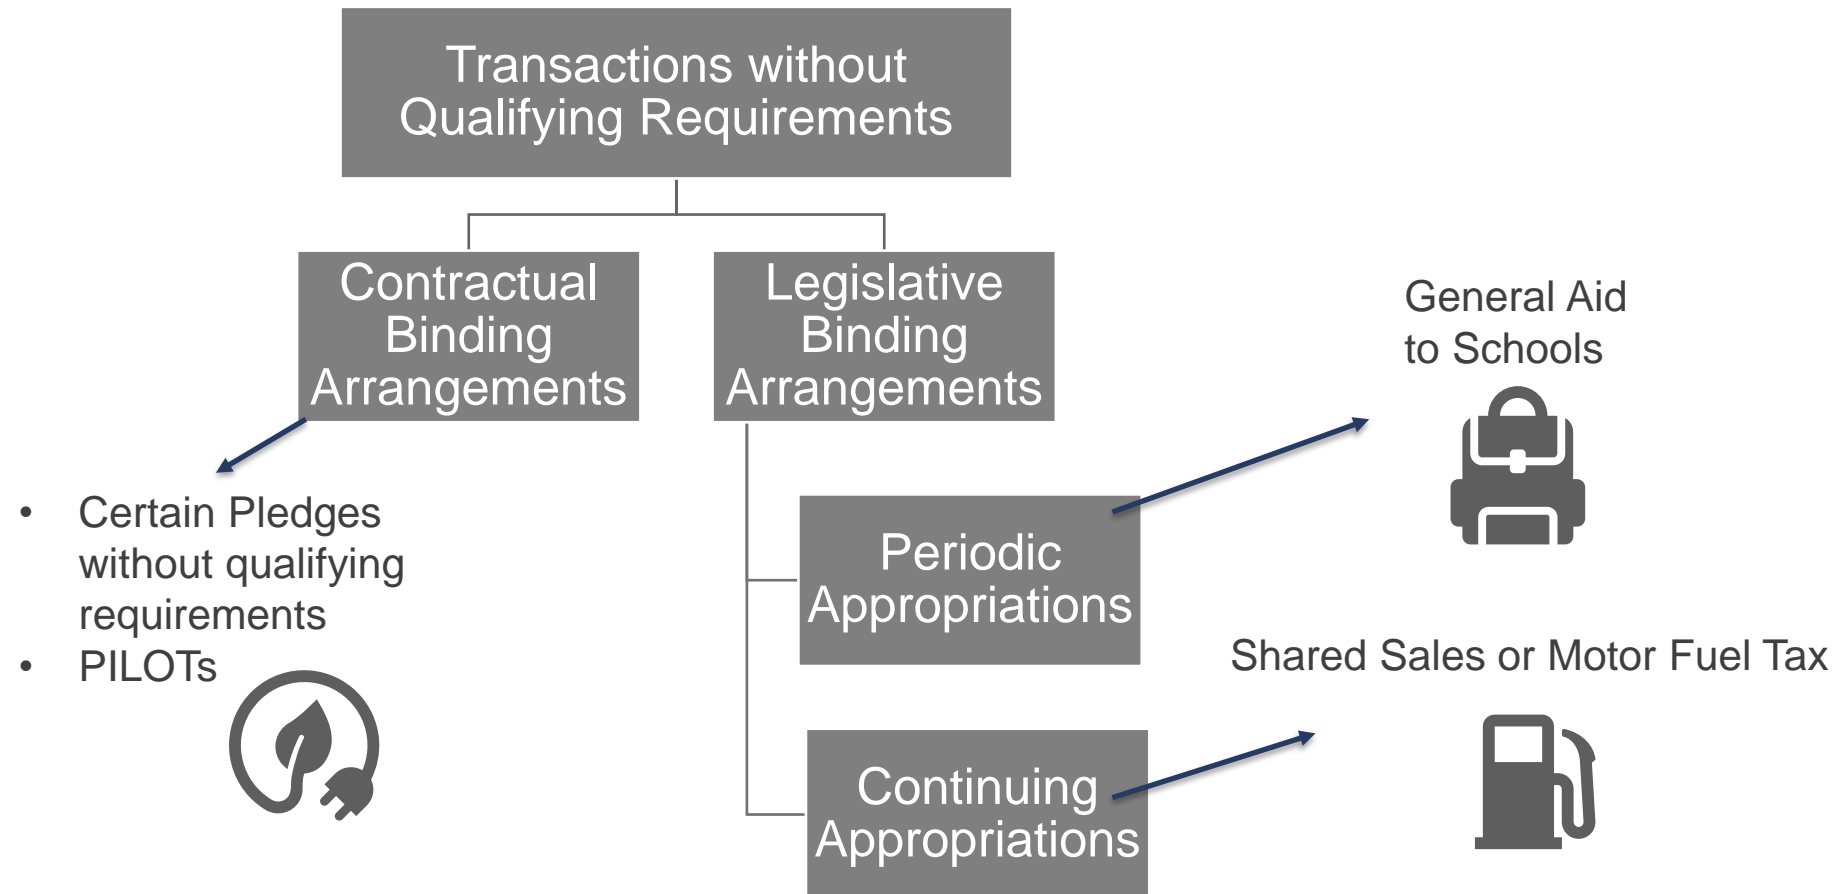 Transactions without
Qualifying Requirements
Contractual
Binding
Arrangements
Legislative
Binding
Arrangements
• Certain Pledges
without qualifying
requirements
• PILOTs
Periodic
Appropriations
General Aid
to Schools
Continuing
Appropriations
Shared Sales or Motor Fuel Tax